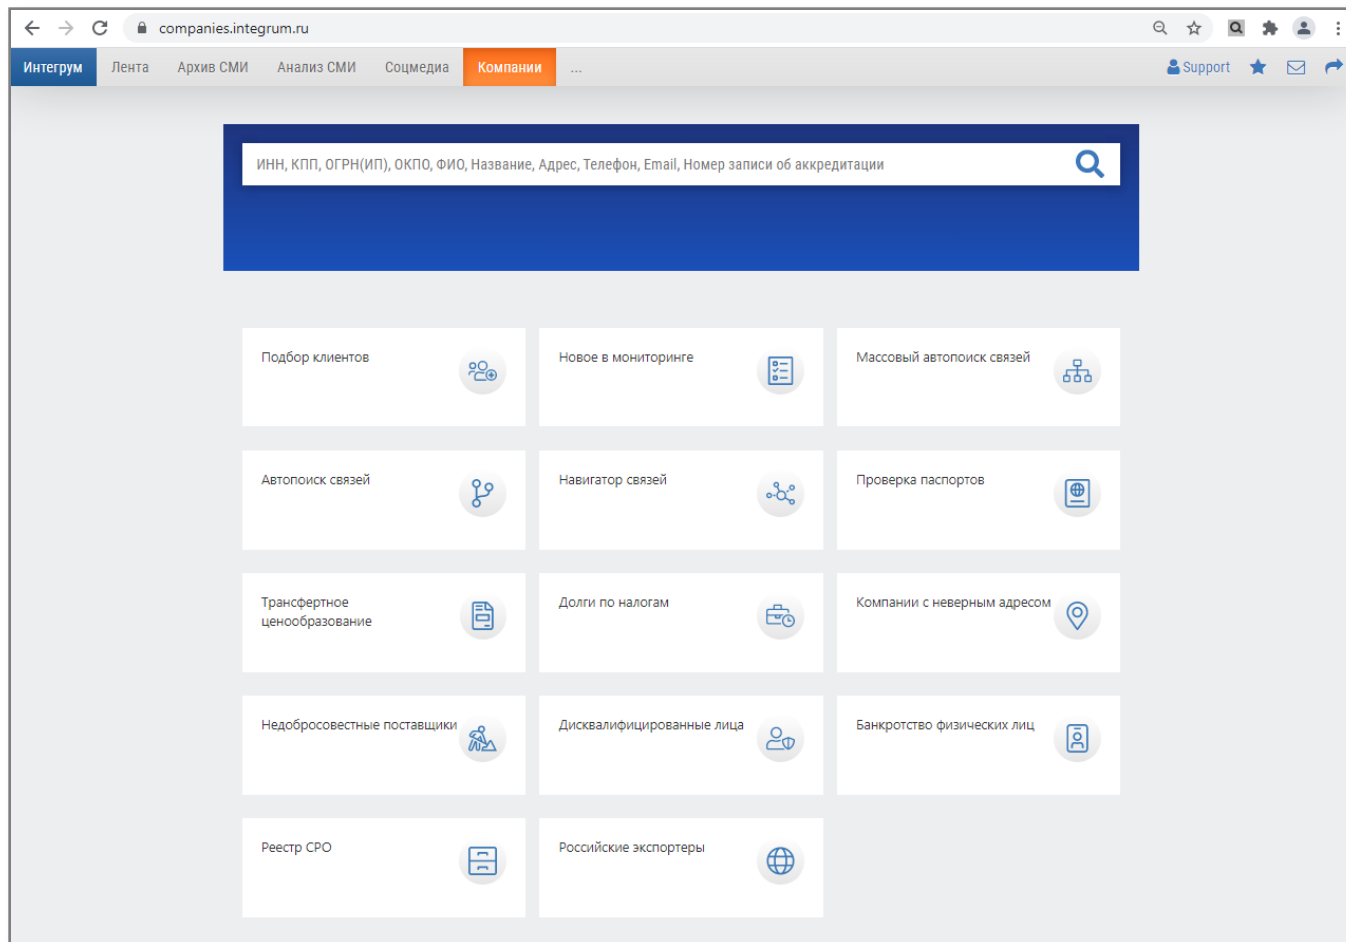 companies.integrum.ru
Интегрум Лента Архив СМИ Анализ СМИ Соцмедиа Компании ... Support
ИНН, КПП, ОГРН(ИП), ОКПО, ФИО, Название, Адрес, Телефон, Email, Номер записи об аккредитации
Подбор клиентов
Новое в мониторинге
Массовый автопоиск связей
Автопоиск связей
Навигатор связей
Проверка паспортов
Трансфертное
ценообразование
Долги по налогам
Компании с неверным адресом
Недобросовестные поставщики
Дисквалифицированные лица
Банкротство физических лиц
Реестр СРО
Российские экспортеры